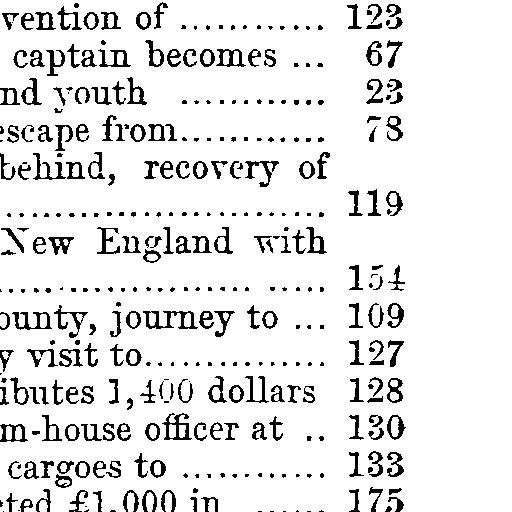 vention of ............ 123
captain becomes ... 67
nd youth ............ 23
escape from............ 78
behind, recovery of
.......................... 119
New England with
.......................... 154
ounty, journey to ... 109
y visit to............... 127
ibutes 1,400 dollars 128
m-house officer at .. 130
cargoes to ............ 133
cted £1,000 in ...... 175